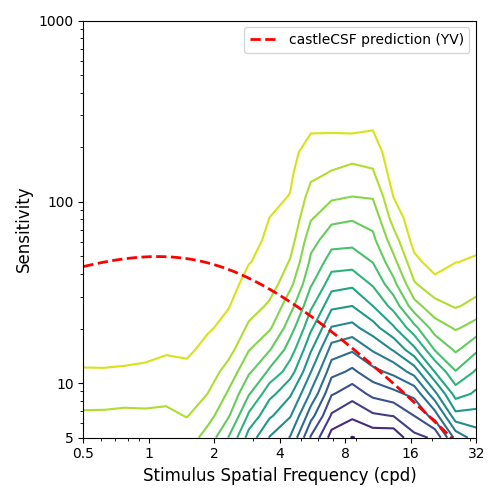 1000
castleCSF prediction (YV)
100
Sensitivity
10
5
0.5 1 2 4 8 16 32
Stimulus Spatial Frequency (cpd)